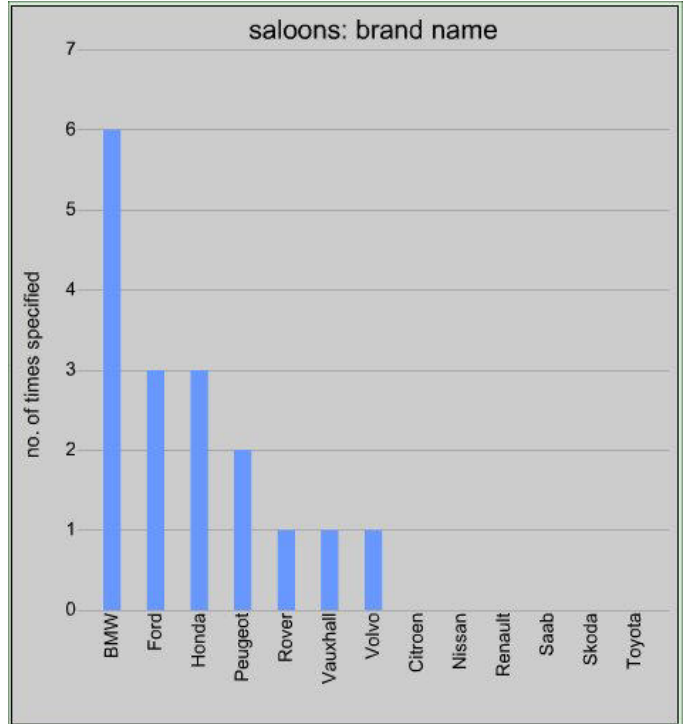 saloons: brand name
no. of times specified
7
6
5
4
3
2
1
0
BMW
Ford
Honda
Peugeot
Rover
Vauxhall
Volvo
Citroen
Nissan
Renault
Saab
Skoda
Toyota